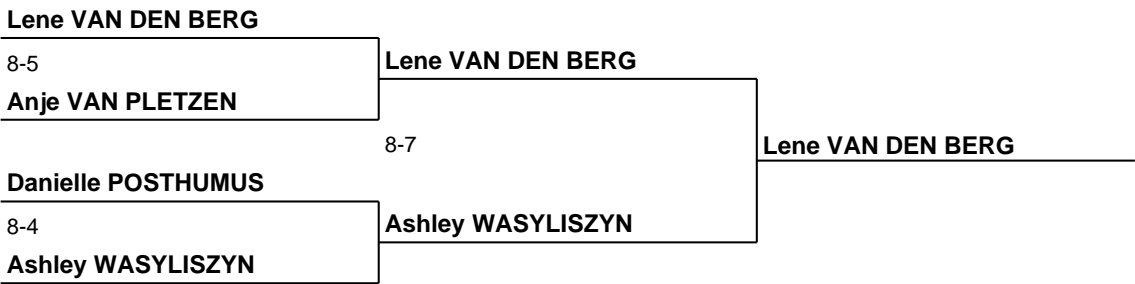 Lene VAN DEN BERG
8-5
Lene VAN DEN BERG
Anje VAN PLETZEN
8-7
Lene VAN DEN BERG
Danielle POSTHUMUS
8-4
Ashley WASYLISZYN
Ashley WASYLISZYN